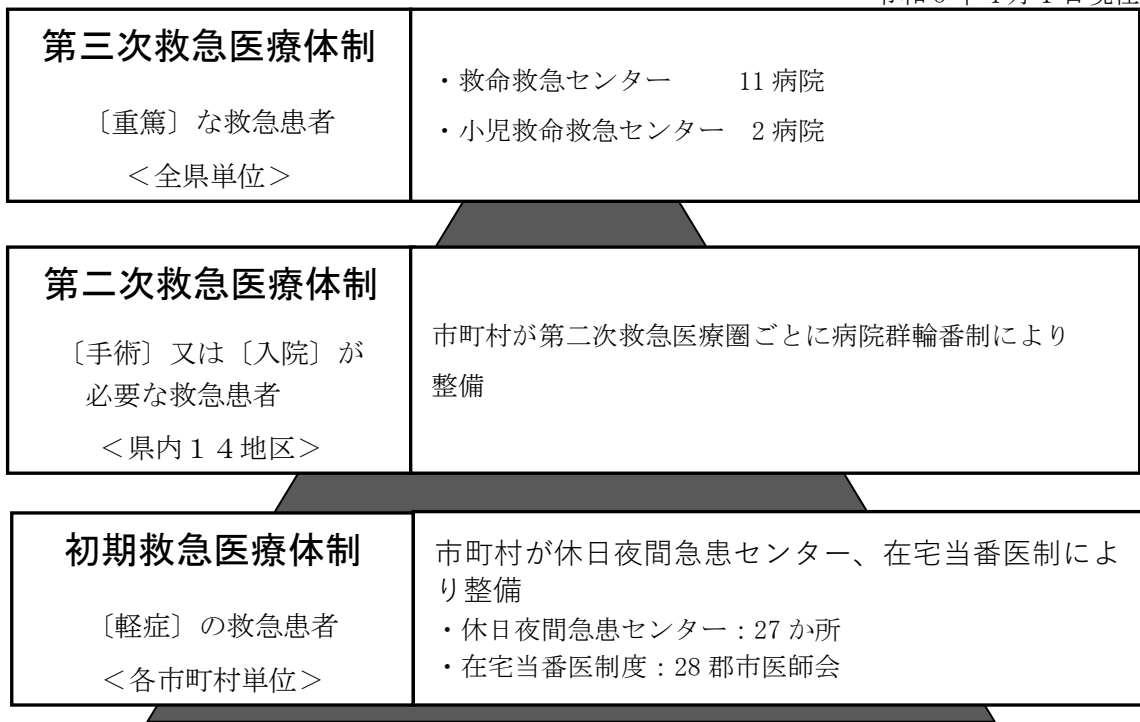 第三次救急医療体制
〔重篤〕な救急患者
＜全県単位＞
・救命救急センター　　11 病院
・小児救命救急センター　2 病院
第二次救急医療体制
〔手術〕又は〔入院〕が
必要な救急患者
＜県内１４地区＞
市町村が第二次救急医療圏ごとに病院群輪番制により
整備
初期救急医療体制
〔軽症〕の救急患者
＜各市町村単位＞
市町村が休日夜間急患センター、在宅当番医制によ
り整備
・休日夜間急患センター：27 か所
・在宅当番医制度：28 郡市医師会